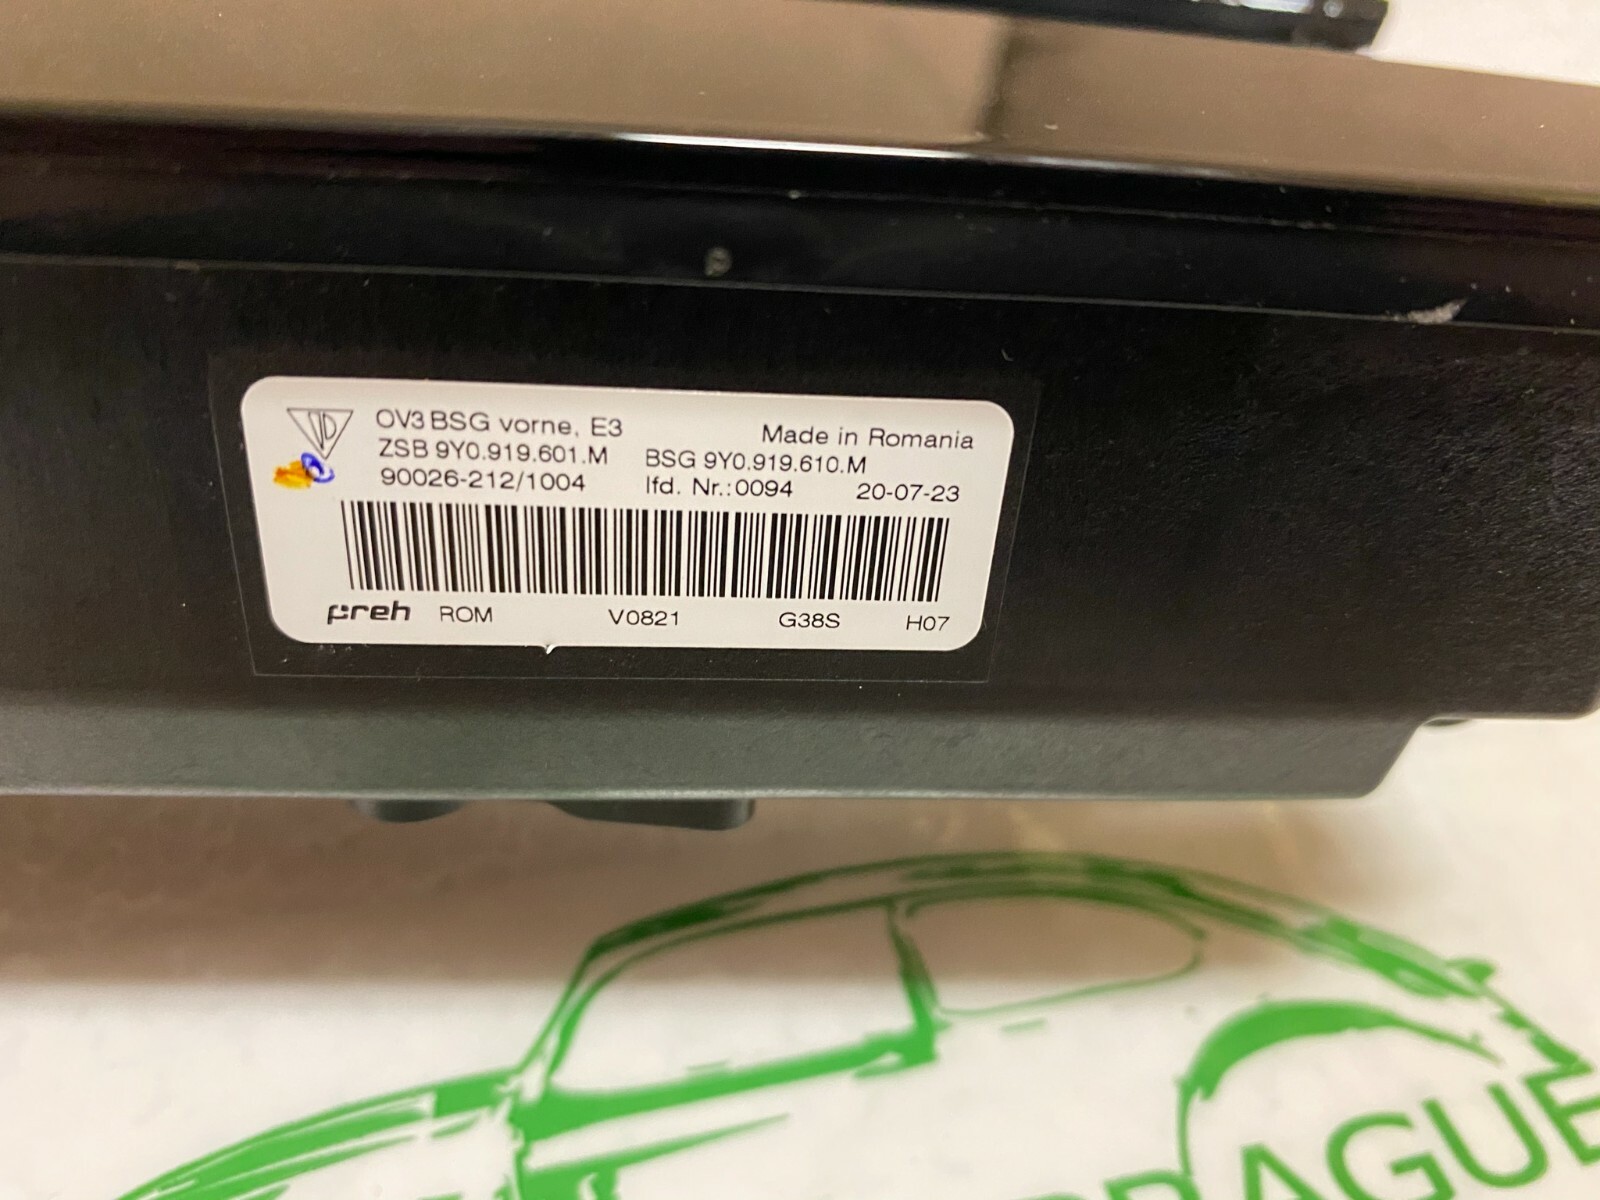 OV3 BSG vorne, E3
Made in Romania
ZSB 9Y0.919.601.M
BSG 9Y0.919.610.M
90026-212/1004
lfd. Nr.:0094
20-07-23
preh ROM V0821 G38S H07
PRAGUE